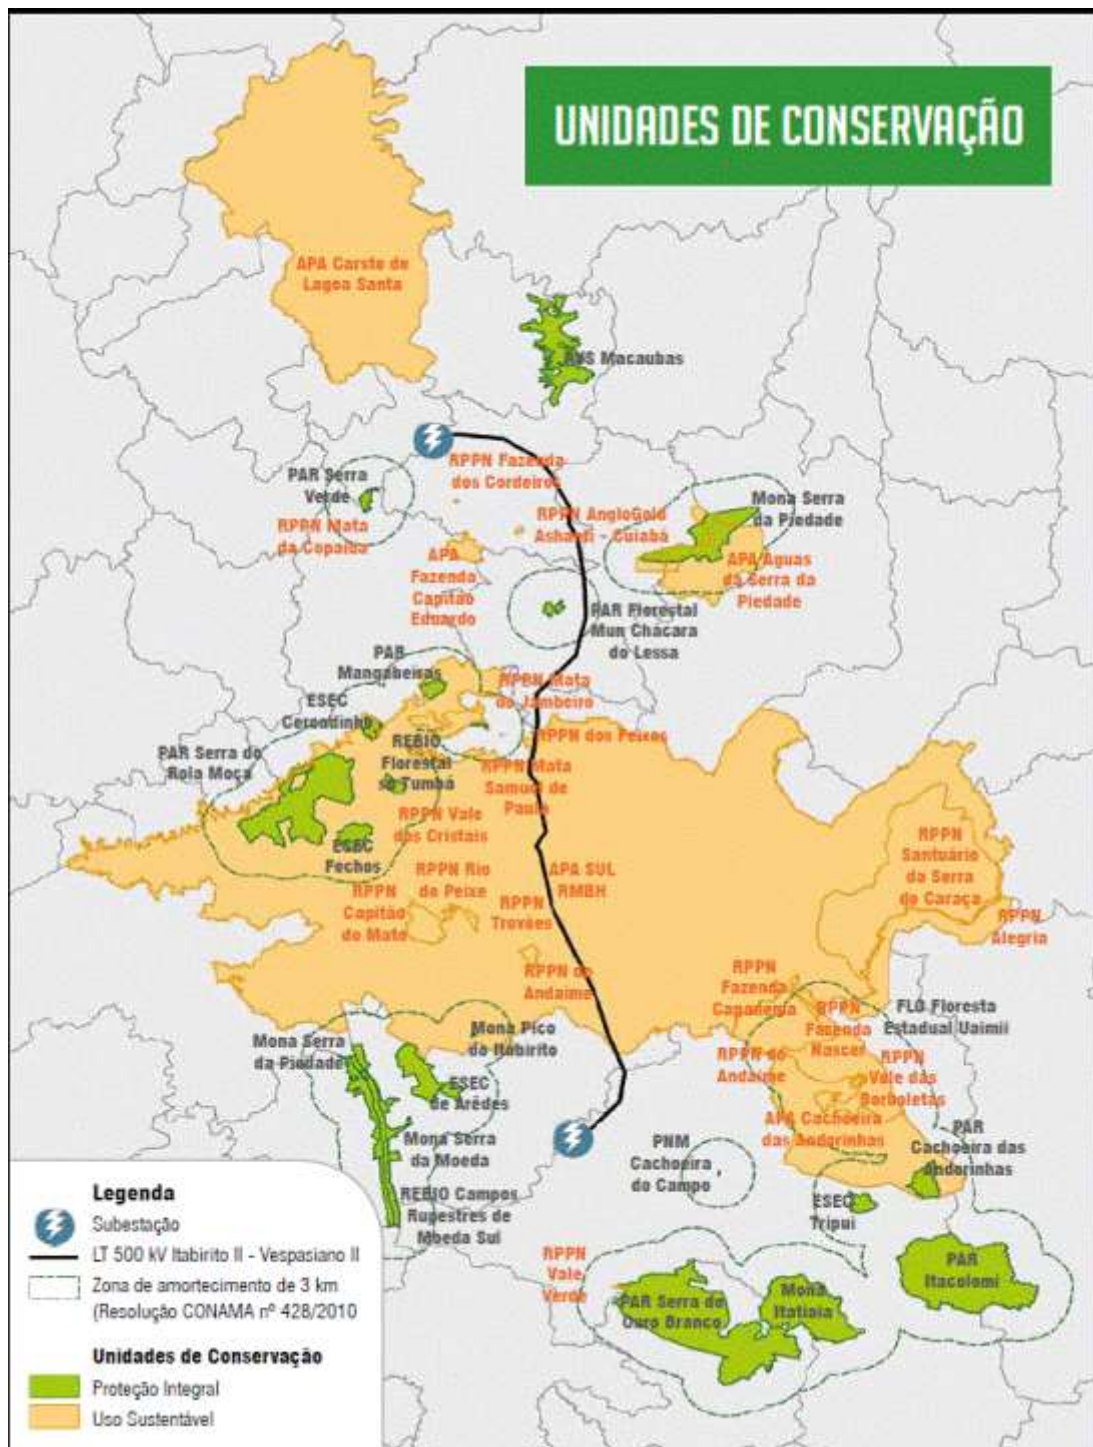 UNIDADES DE CONSERVAÇÃO
APA Carste de
Lagoa Santa
RVS Macaubas
RPPN Fazenda
dos Cordeiros
PAR Serra
Verde
RPPN Mata
da Copaiba
RPPN AngloGold
Ashanti - Cuiabá
Mona Serra
da Piedade
APA
Fazenda
Capitão
Eduardo
APA Aguas
da Serra da
Piedade
PAR Florestal
Mun Chácara
do Lessa
PAR
Mangabeiras
RPPN Mata
do Jambeiro
ESEC
Cercadinho
RPPN dos Feixos
PAR Serra do
Rola Moça
REBIO
Florestal
sc Tumbá
RPPN Mata
Samuel de
Paula
RPPN Vale
dos Cristais
ESEC
Fechos
RPPN Rio
do Peixe
APA SUL
RMBH
RPPN
Santuário
da Serra
do Caraça
RPPN
Capitão
do Mato
RPPN
Trovões
RPPN
Alegria
RPPN do
Andaime
RPPN
Fazenda
Capanema
RPPN
Fazenda
Nascer
FLO Floresta
Estadual Uaimii
Mona Serra
da Piedade
Mona Pico
do Itabirito
RPPN do
Andaime
RPPN
Vale das
Borboletas
ESEC
de Arêdes
APA Cachoeira
das Andorinhas
PAR
Cachoeira das
Andorinhas
Mona Serra
da Moeda
PNM
Cachoeira
do Campo
REBIO Campos
Rupestres de
Moeda Sul
ESEC
Tripui
RPPN
Vale
Verde
PAR Serra do
Ouro Branco
Mona
Itatiaia
PAR
Itacolomi
Legenda
Subestação
LT 500 kV Itabirito II - Vespasiano II
Zona de amortecimento de 3 km
(Resolução CONAMA nº 428/2010
Unidades de Conservação
Proteção Integral
Uso Sustentável